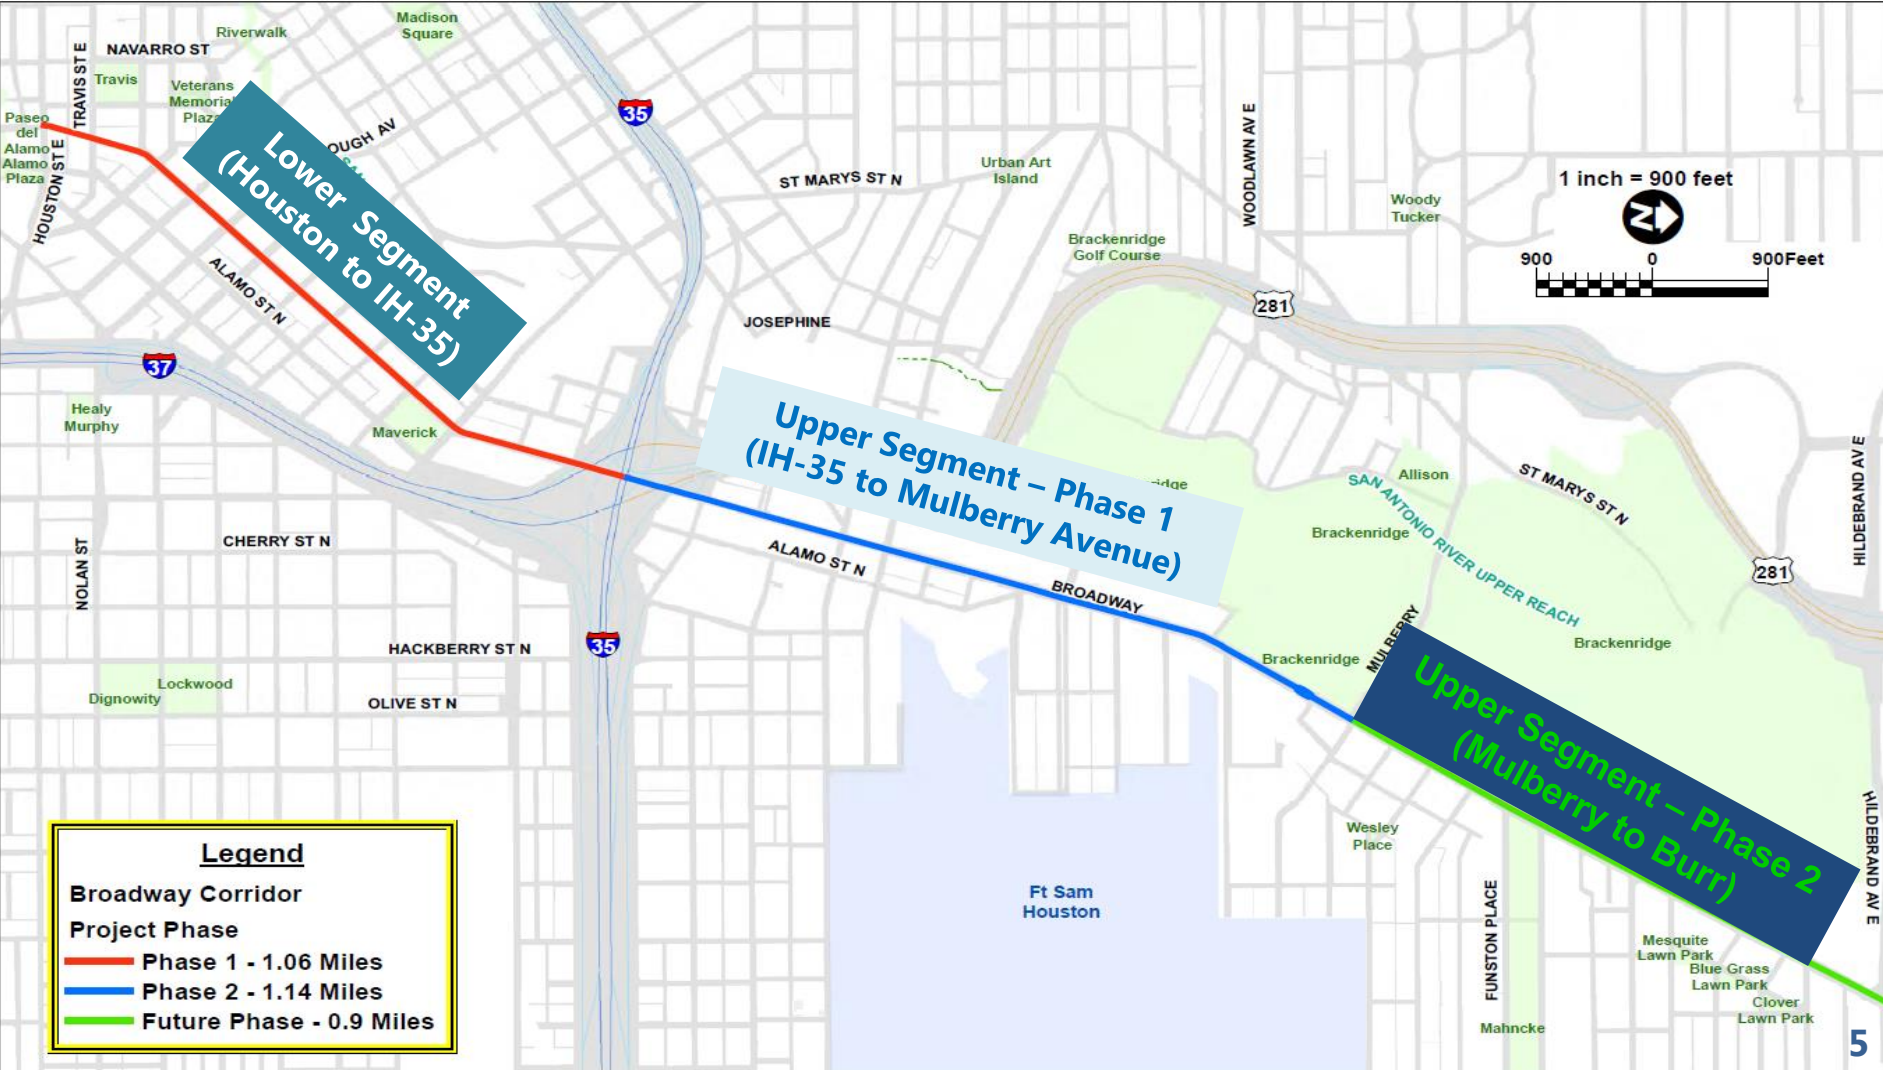 Riverwalk
Madison
Square
NAVARRO ST
TRAVIS ST E
Travis
Veterans
Memorial
Plaza
Paseo
del
Alamo
Alamo
Plaza
HOUSTON ST E
Lower Segment
(Houston to IH-35)
ALAMO ST N
35
ST MARYS ST N
Urban Art
Island
WOODLAWN AV E
Woody
Tucker
1 inch = 900 feet
N
900
0
900Feet
Brackenridge
Golf Course
281
JOSEPHINE
37
Healy
Murphy
Maverick
Upper Segment – Phase 1
(IH-35 to Mulberry Avenue)
Allison
SAN ANTONIO RIVER UPPER REACH
ST MARYS ST N
HILDEBRAND AV E
Brackenridge
281
NOLAN ST
CHERRY ST N
ALAMO ST N
BROADWAY
HACKBERRY ST N
35
Brackenridge
MULBERRY
Brackenridge
Dignowity
Lockwood
OLIVE ST N
Upper Segment – Phase 2
(Mulberry to Burr)
HILDEBRAND AV E
Wesley
Place
Ft Sam
Houston
FUNSTON PLACE
Mesquite
Lawn Park
Blue Grass
Lawn Park
Clover
Lawn Park
Mahncke
Legend
Broadway Corridor
Project Phase
Phase 1 - 1.06 Miles
Phase 2 - 1.14 Miles
Future Phase - 0.9 Miles
5